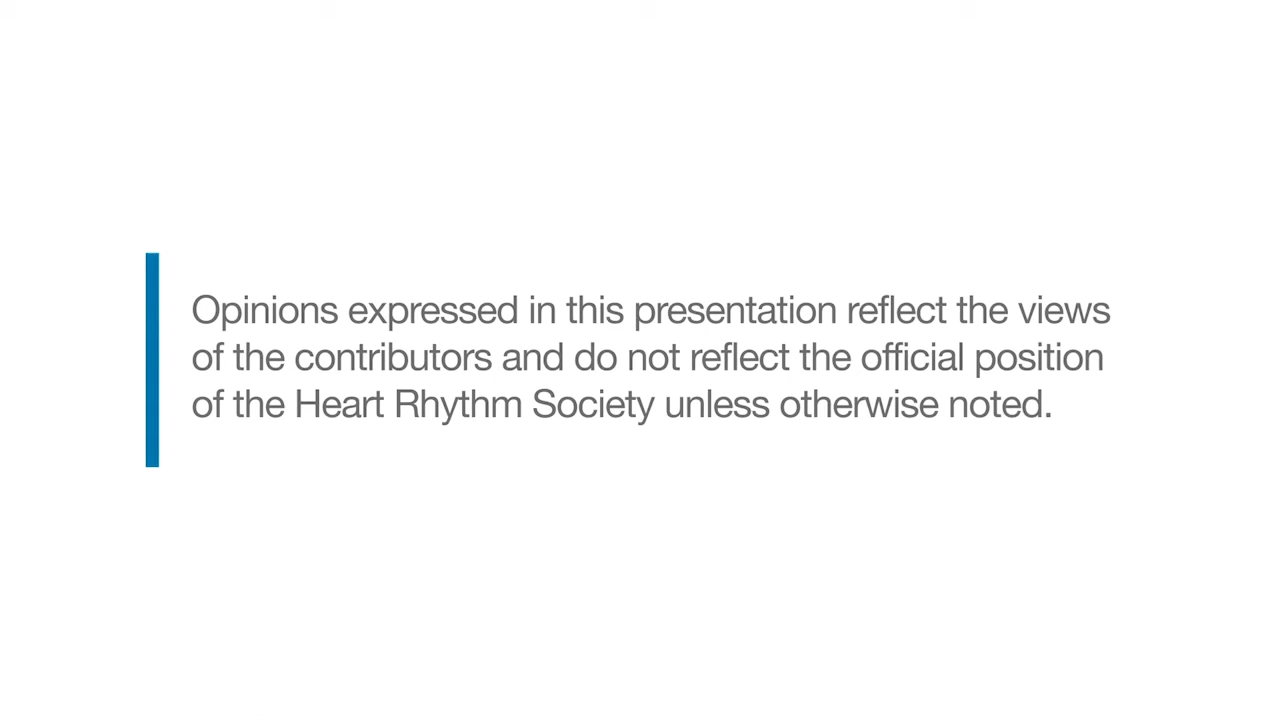 Opinions expressed in this presentation reflect the views
of the contributors and do not reflect the official position
of the Heart Rhythm Society unless otherwise noted.